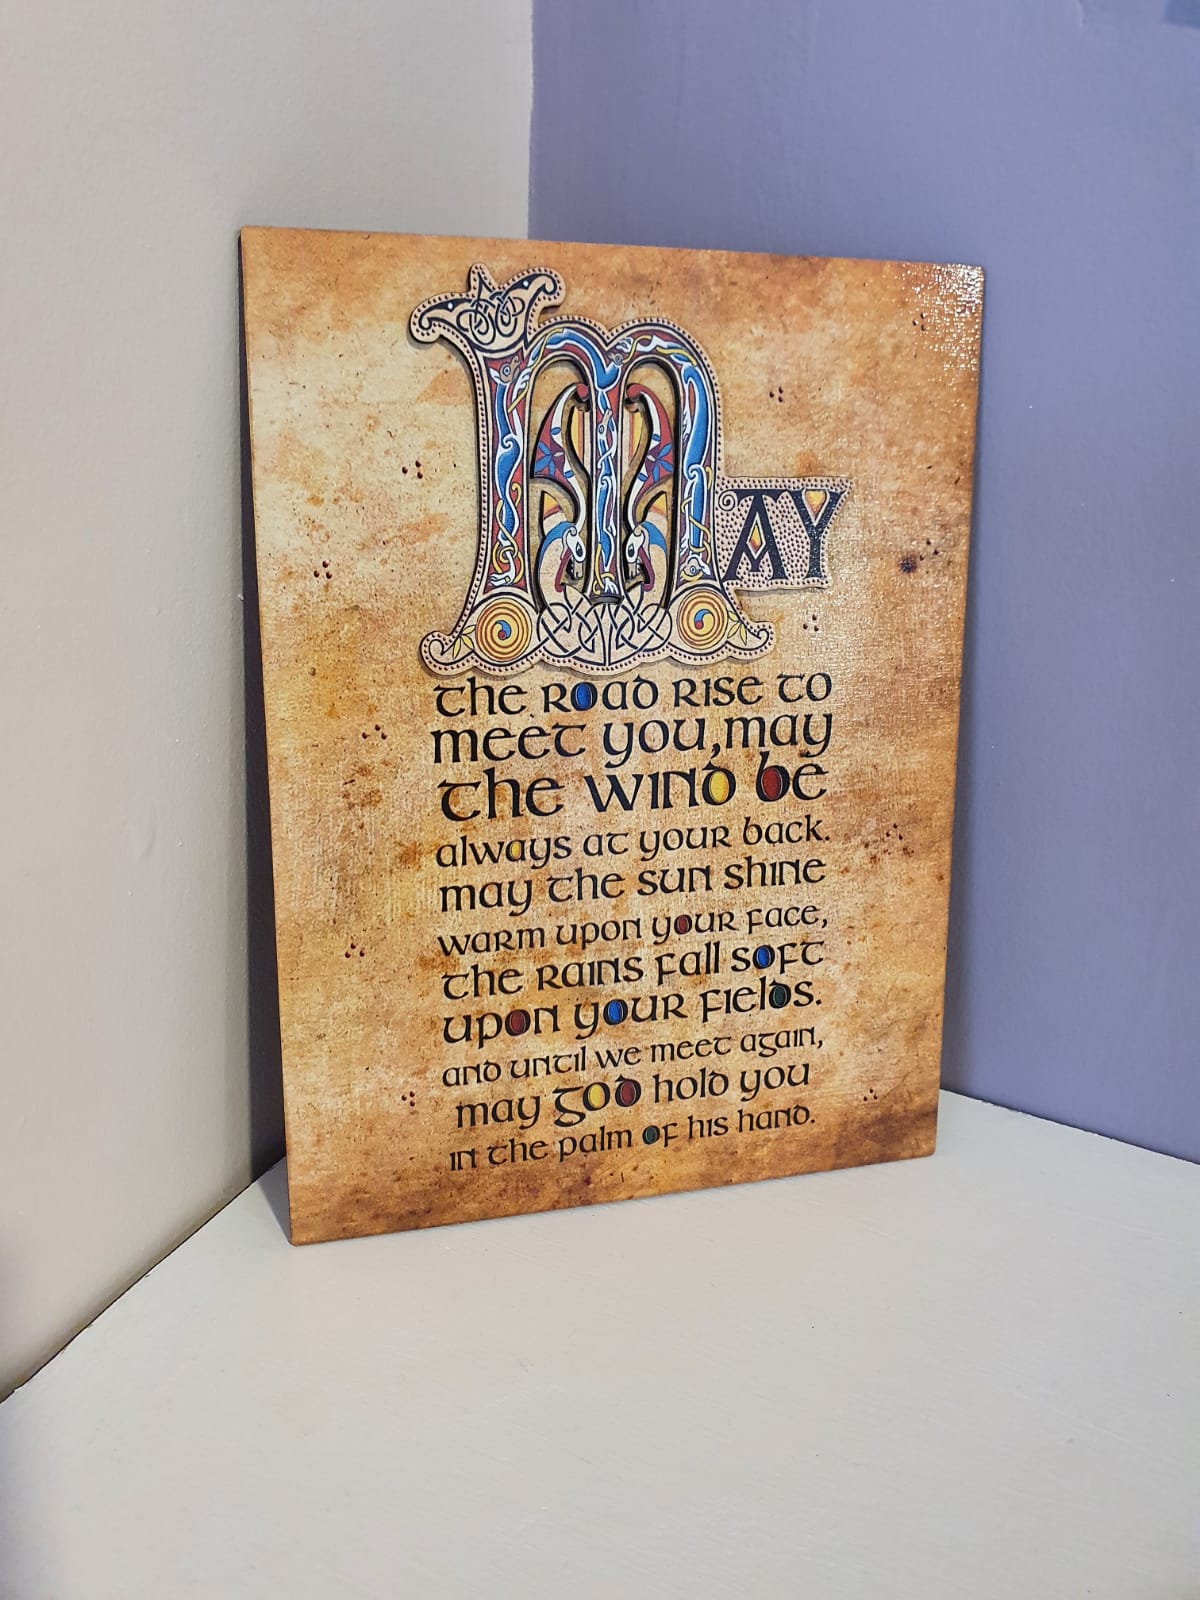 May
the road rise to
meet you, may
the wind be
always at your back.
may the sun shine
warm upon your face,
the rains fall soft
upon your fields.
and until we meet again,
may God hold you
in the palm of his hand.